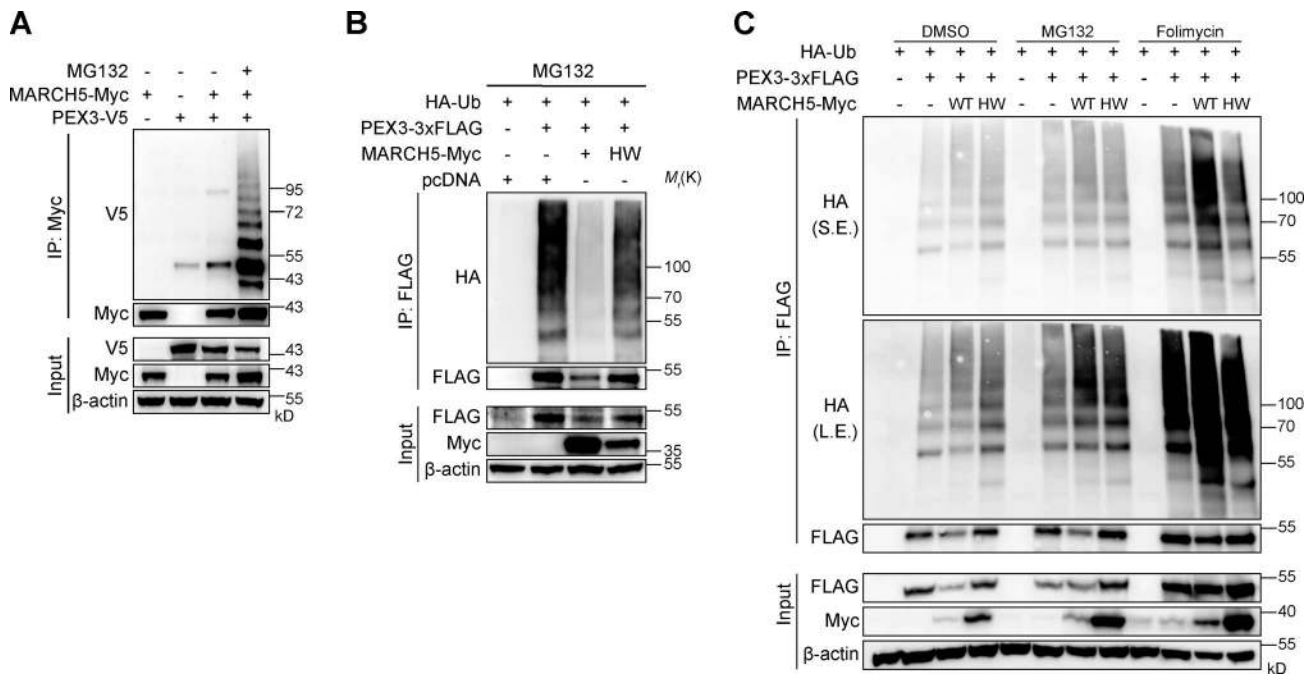 A
MG132 - - - +
MARCH5-Myc + - + +
PEX3-V5 - + + +
IP: Myc
V5
95
72
55
43
Myc
43
Input
V5
43
Myc
43
β-actin
55
kD
B
MG132
HA-Ub + + + +
PEX3-3xFLAG - + + +
MARCH5-Myc - - + HW
pcDNA + + - -
Mr(K)
IP: FLAG
HA
100
70
55
FLAG
55
Input
FLAG
55
Myc
35
β-actin
55
C
DMSO MG132 Folimycin
HA-Ub + + + + + + + + + + + +
PEX3-3xFLAG - + + + - + + + - + + +
MARCH5-Myc - - WT HW - - WT HW - - WT HW
IP: FLAG
HA
(S.E.)
100
70
55
HA
(L.E.)
100
70
55
FLAG
55
Input
FLAG
55
Myc
40
β-actin
55
kD